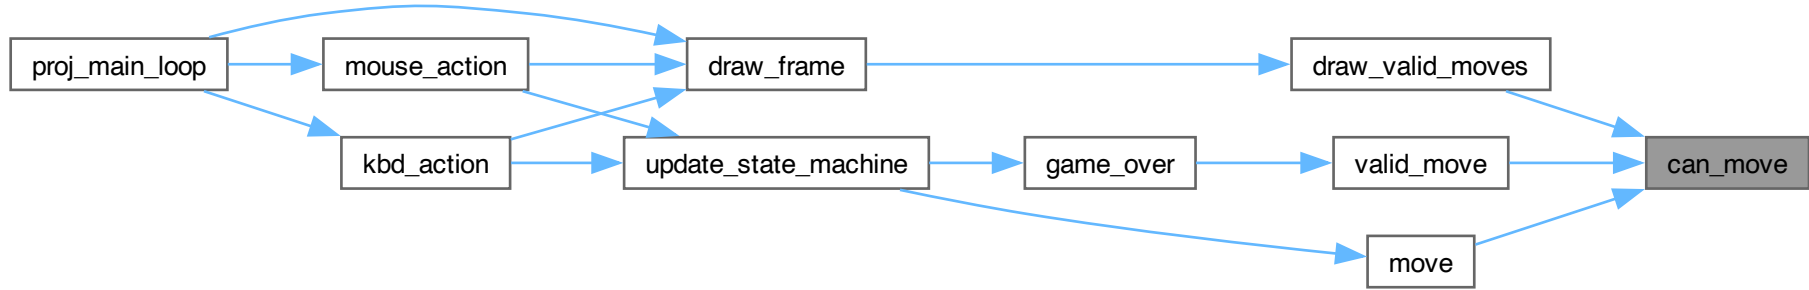 proj_main_loop
mouse_action
draw_frame
draw_valid_moves
kbd_action
update_state_machine
game_over
valid_move
can_move
move